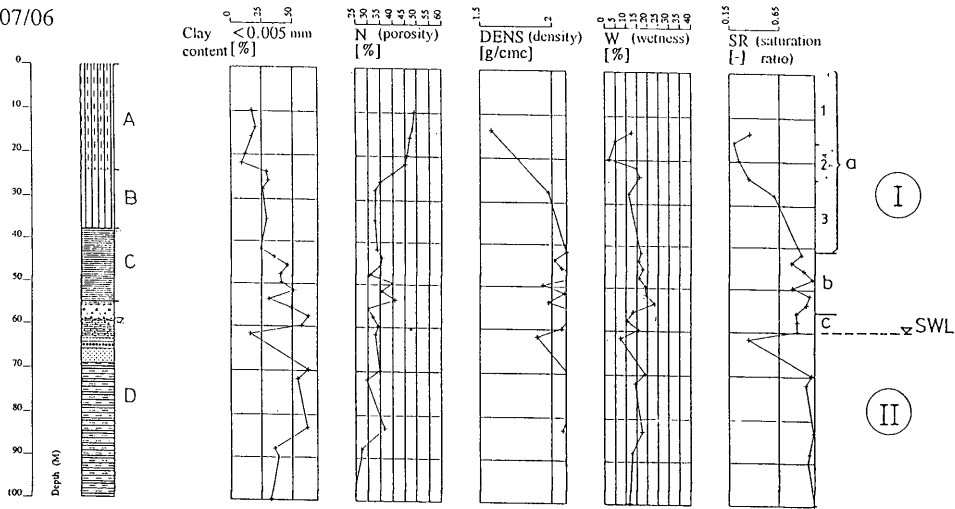 07/06
0 25 50
Clay <0.005 mm
content [%]
25 30 35 40 45 50 55 60
N (porosity)
[%]
1.5 2 2.1
DENS (density)
[g/cmc]
0 5 10 15 20 25 30 35 40
W (wetness)
[%]
0.15 0.65
SR (saturation
[-] ratio)
0
10
20
30
40
50
60
70
80
90
100
Depth (M)
A
B
C
D
1
2
3
a
b
c
I
SWL
II